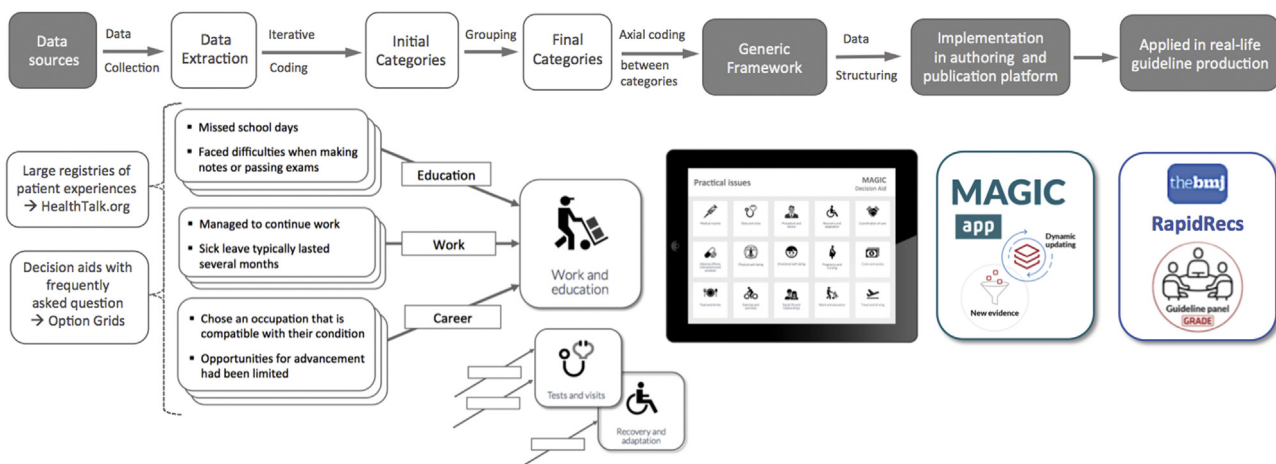 Data
sources
Data
Collection
Data
Extraction
Iterative
Coding
Initial
Categories
Grouping
Final
Categories
Axial coding
between
categories
Generic
Framework
Data
Structuring
Implementation
in authoring and
publication platform
Applied in real-life
guideline production
Large registries of
patient experiences
→ HealthTalk.org
Decision aids with
frequently
asked question
→ Option Grids
▪ Missed school days
▪ Faced difficulties when making
notes or passing exams
▪ Managed to continue work
▪ Sick leave typically lasted
several months
▪ Chose an occupation that is
compatible with their condition
▪ Opportunities for advancement
had been limited
Education
Work
Career
Work and
education
Tests and visits
Recovery and
adaptation
Practical issues
MAGIC
Decision Aid
MAGIC
app
Dynamic
updating
New evidence
thebmj
RapidRecs
Guideline panel
GRADE